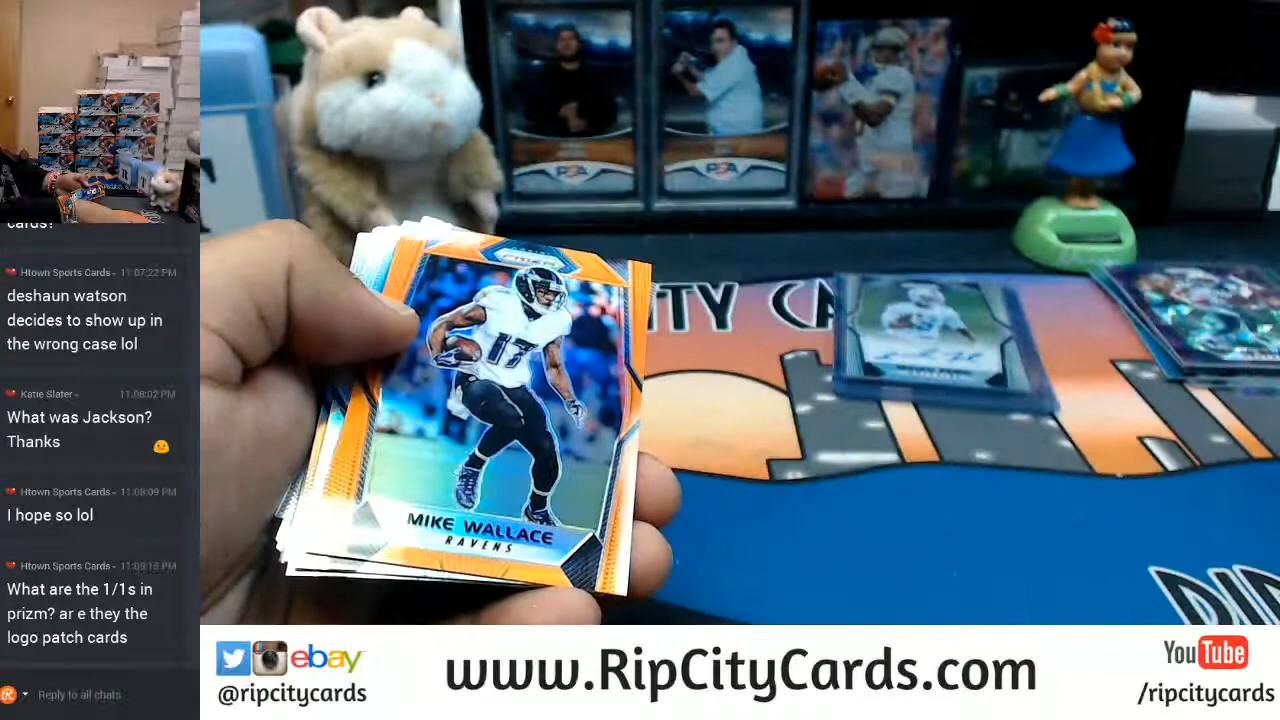 cards?
Htown Sports Cards- 11:07:22 PM
deshaun watson
decides to show up in
the wrong case lol
Katie Slater- 11:08:02 PM
What was Jackson?
Thanks
Htown Sports Cards- 11:08:09 PM
I hope so lol
Htown Sports Cards- 11:09:15 PM
What are the 1/1s in
prizm? ar e they the
logo patch cards
Reply to all chats
PRIZM
17
MIKE WALLACE
RAVENS
ITY CA
RIP
ebay
@ripcitycards
www.RipCityCards.com
YouTube
/ripcitycards